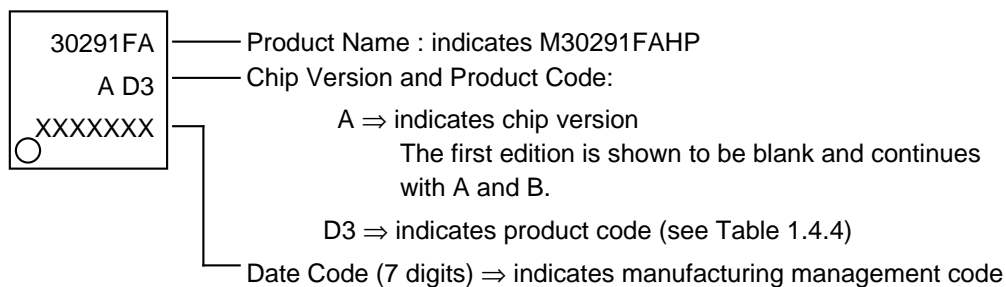 30291FA Product Name : indicates M30291FAHP
A D3 Chip Version and Product Code:
A ⇒ indicates chip version
The first edition is shown to be blank and continues
with A and B.
D3 ⇒ indicates product code (see Table 1.4.4)
XXXXXXX
Date Code (7 digits) ⇒ indicates manufacturing management code